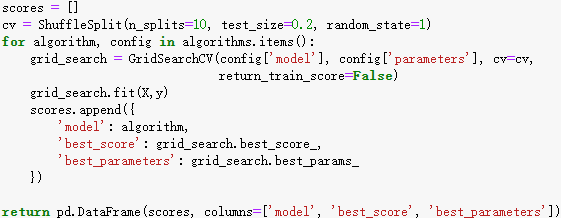 scores = []
cv = ShuffleSplit(n_splits=10, test_size=0.2, random_state=1)
for algorithm, config in algorithms.items():
    grid_search = GridSearchCV(config['model'], config['parameters'], cv=cv,
                               return_train_score=False)
    grid_search.fit(X,y)
    scores.append({
        'model': algorithm,
        'best_score': grid_search.best_score_,
        'best_parameters': grid_search.best_params_
    })
return pd.DataFrame(scores, columns=['model', 'best_score', 'best_parameters'])